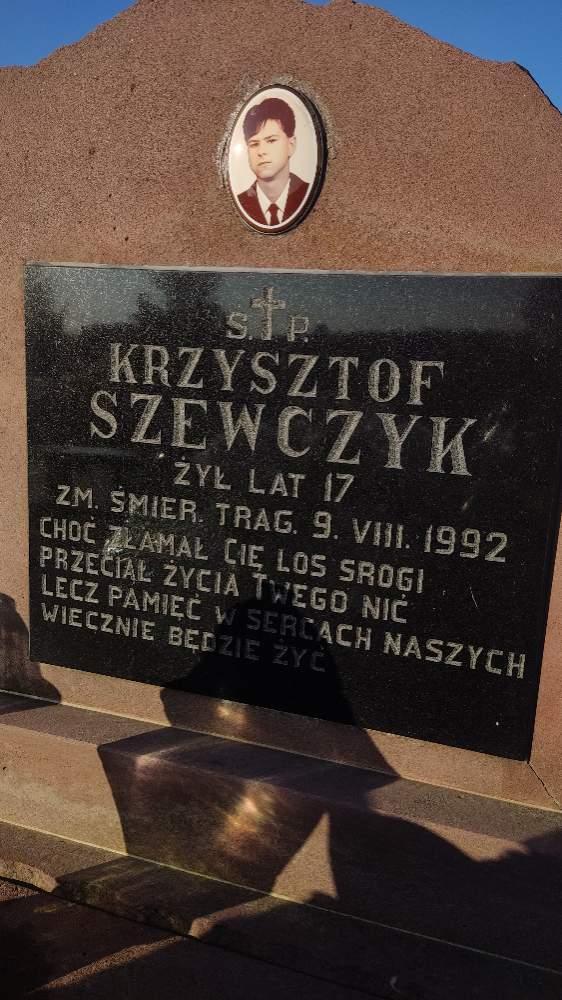 Ś. P.
KRZYSZTOF
SZEWCZYK
ŻYŁ LAT 17
ZM. ŚMIER. TRAG. 9. VIII. 1992
CHOĆ ZŁAMAŁ CIĘ LOS SROGI
PRZECIĄŁ ŻYCIA TWEGO NIĆ
LECZ PAMIĘĆ W SERCACH NASZYCH
WIECZNIE BĘDZIE ŻYĆ